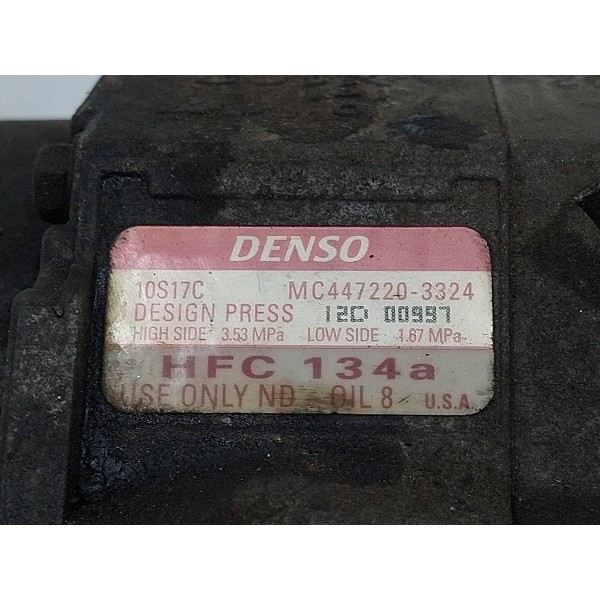 DENSO
10S17C MC447220-3324
DESIGN PRESS 12D 00997
HIGH SIDE 3.53 MPa LOW SIDE 1.67 MPa
HFC 134a
USE ONLY ND OIL 8 U.S.A.